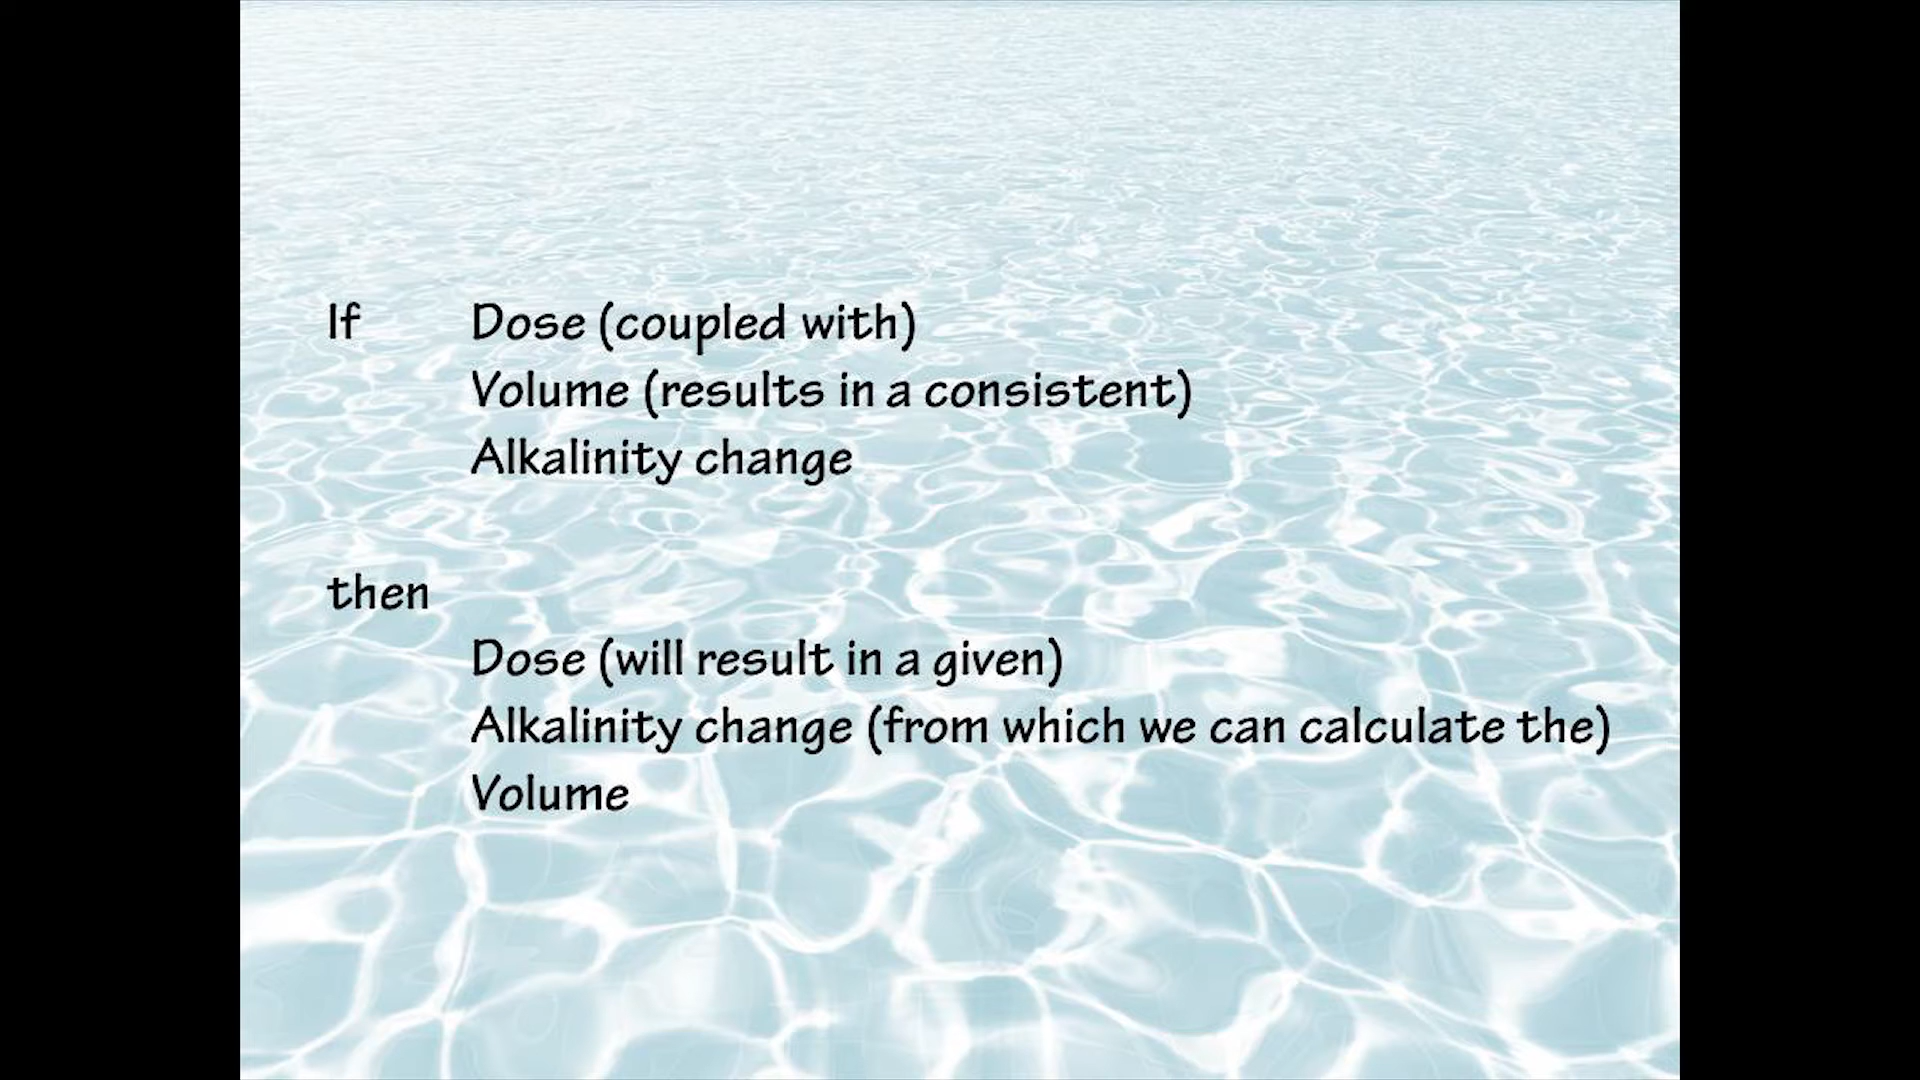 If Dose (coupled with)
Volume (results in a consistent)
Alkalinity change
then
Dose (will result in a given)
Alkalinity change (from which we can calculate the)
Volume